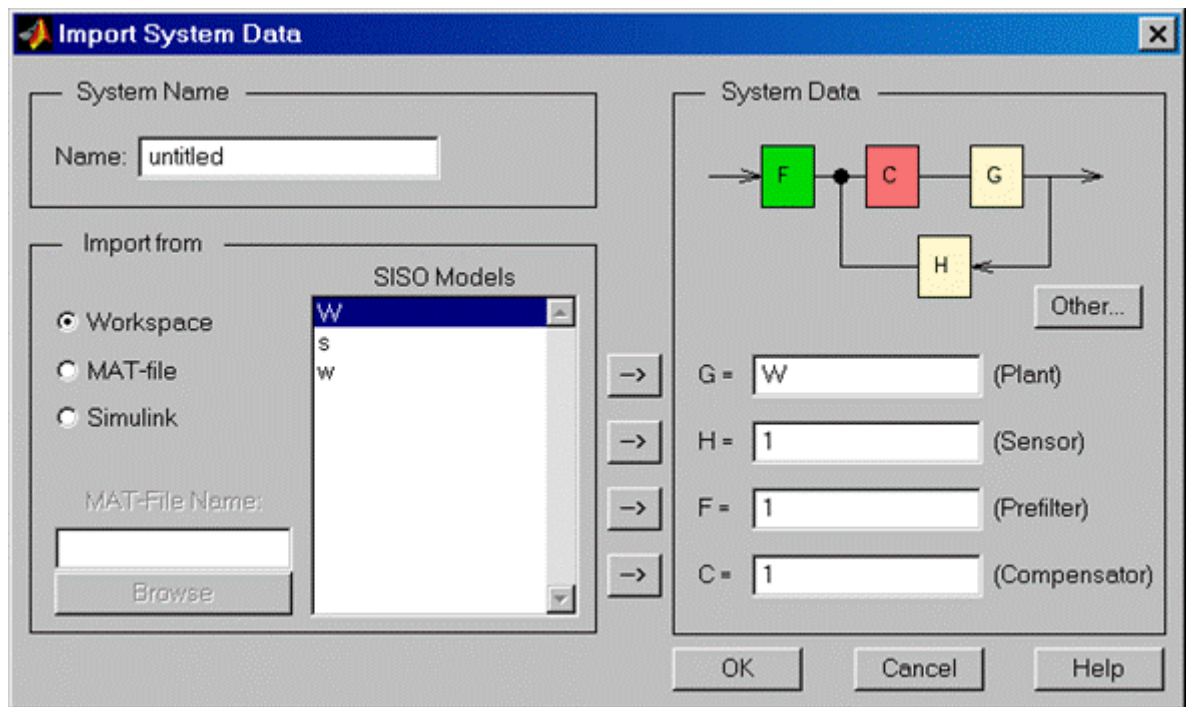 Import System Data
System Name
Name: untitled
Import from
Workspace
MAT-file
Simulink
MAT-File Name:
Browse
SISO Models
W
s
w
-->
-->
-->
-->
System Data
F
C
G
H
Other...
G = W (Plant)
H = 1 (Sensor)
F = 1 (Prefilter)
C = 1 (Compensator)
OK Cancel Help